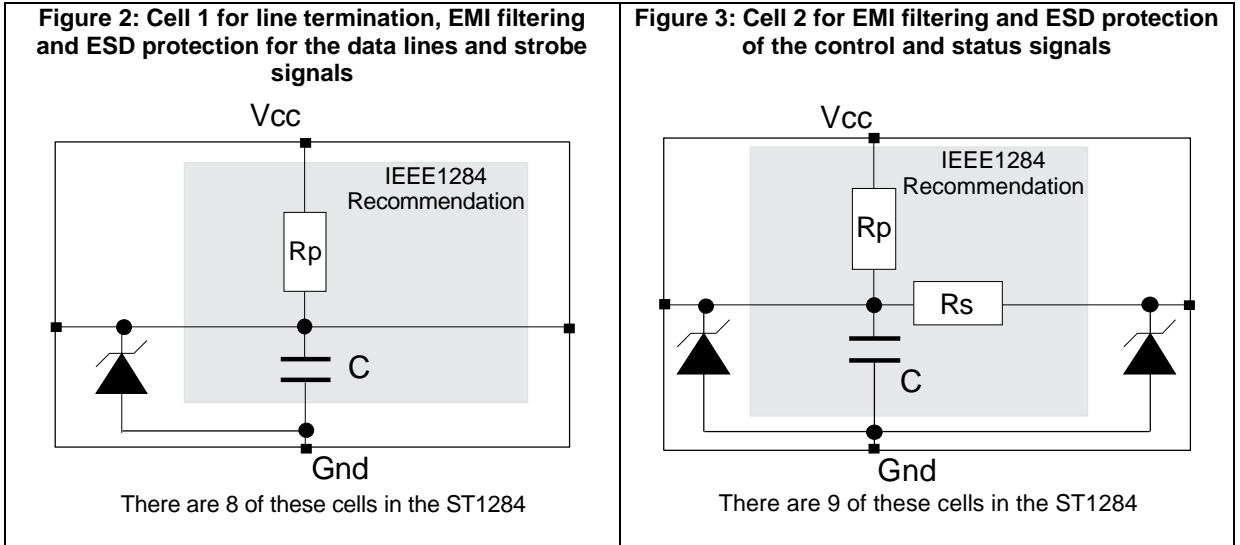 Figure 2: Cell 1 for line termination, EMI filtering
and ESD protection for the data lines and strobe
signals
Vcc
IEEE1284
Recommendation
Rp
C
Gnd
There are 8 of these cells in the ST1284
Figure 3: Cell 2 for EMI filtering and ESD protection
of the control and status signals
Vcc
IEEE1284
Recommendation
Rp
Rs
C
Gnd
There are 9 of these cells in the ST1284